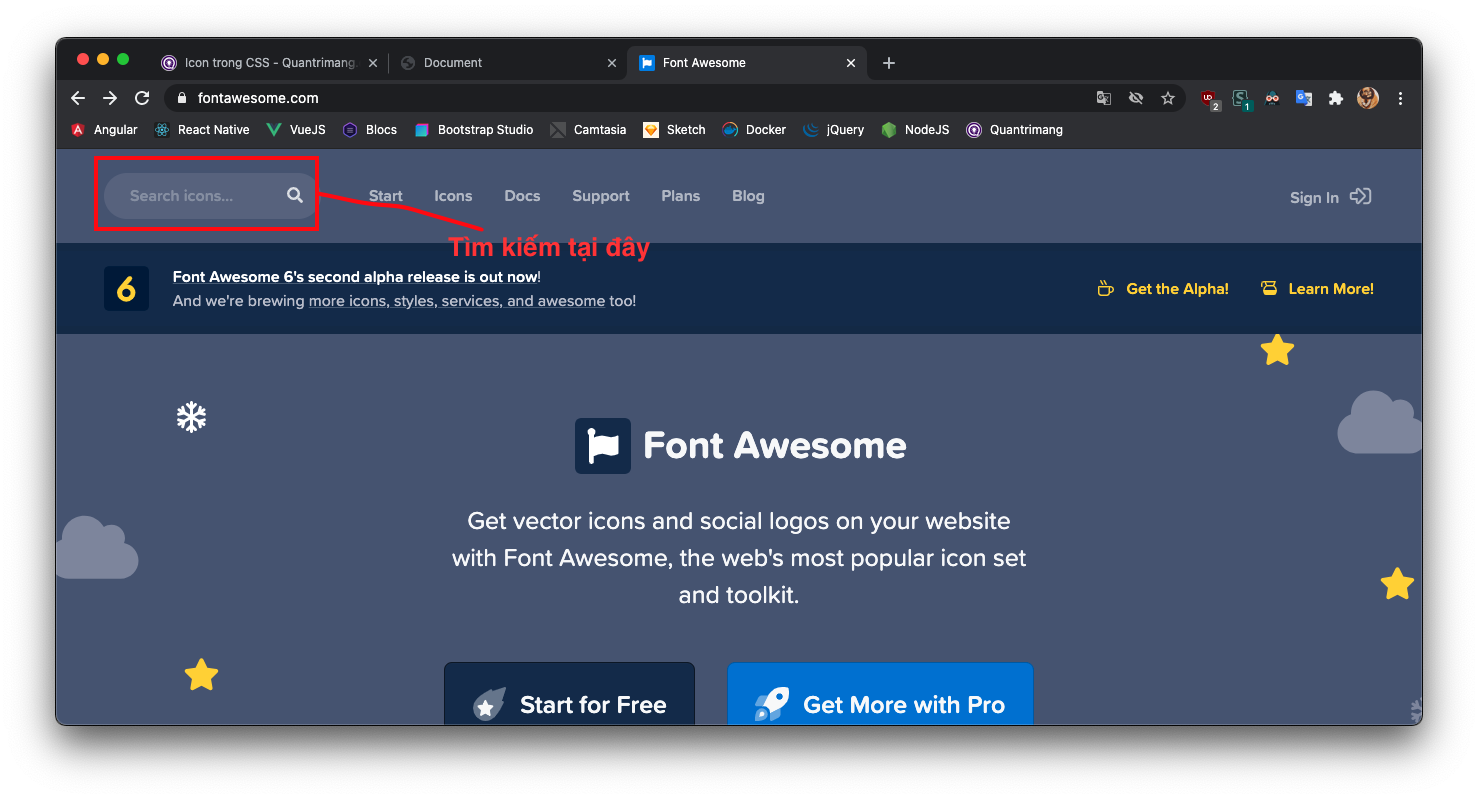 Icon trong CSS - Quantrimang.
Document
Font Awesome
fontawesome.com
2
1
Angular
React Native
VueJS
Blocs
Bootstrap Studio
Camtasia
Sketch
Docker
jQuery
NodeJS
Quantrimang
Search icons...
Start
Icons
Docs
Support
Plans
Blog
Sign In
Tìm kiếm tại đây
6
Font Awesome 6's second alpha release is out now!
And we're brewing more icons, styles, services, and awesome too!
Get the Alpha!
Learn More!
Font Awesome
Get vector icons and social logos on your website
with Font Awesome, the web's most popular icon set
and toolkit.
Start for Free
Get More with Pro